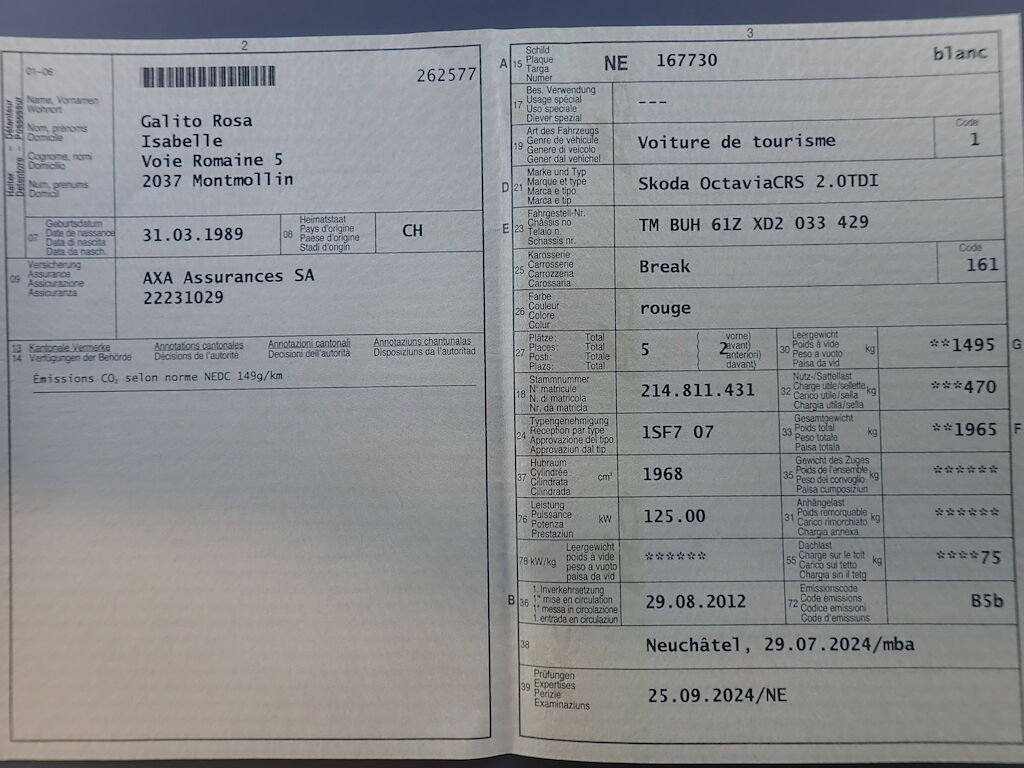 2
01-06
262577
Halter - Détenteur
Detentore - Possessur
Name, Vornamen
Wohnort
Nom, prénoms
Domicile
Cognome, nomi
Domicilio
Num, prenums
Domicil
Galito Rosa
Isabelle
Voie Romaine 5
2037 Montmollin
07
Geburtsdatum
Date de naissance
Data di nascita
Data da nasch.
31.03.1989
08
Heimatstaat
Pays d'origine
Paese d'origine
Stadi d'origin
CH
09
Versicherung
Assurance
Assicurazione
Assicuranza
AXA Assurances SA
22231029
13 Kantonale Vermerke Annotations cantonales Annotazioni cantonali Annotaziuns chantunalas
14 Verfügungen der Behörde Décisions de l'autorité Decisioni dell'autorità Disposiziuns da l'autoritad
Émissions CO₂ selon norme NEDC 149g/km
3
A 15
Schild
Plaque
Targa
Numer
NE 167730 blanc
17
Bes. Verwendung
Usage spécial
Uso speciale
Diever spezial
---
19
Art des Fahrzeugs
Genre de véhicule
Genere di veicolo
Gener dal vehichel
Voiture de tourisme
Code
1
D 21
Marke und Typ
Marque et type
Marca e tipo
Marca e tip
Skoda OctaviaCRS 2.0TDI
E 23
Fahrgestell-Nr.
Châssis no
Telaio n.
Schassis nr.
TM BUH 61Z XD2 033 429
25
Karosserie
Carrosserie
Carrozzeria
Carossaria
Break
Code
161
26
Farbe
Couleur
Colore
Colur
rouge
27
Plätze: Total
Places: Total
Posti: Totale
Plazs: Total
5
( vorne)
avant)
anteriori)
davant)
2
30
Leergewicht
Poids à vide
Peso a vuoto
Paisa da vid
kg
**1495
G
18
Stammnummer
N° matricule
N. di matricola
Nr. da matricla
214.811.431
32
Nutz-/Sattellast
Charge utile/sellette
Carico utile/sella
Chargia utila/sella
kg
***470
24
Typengenehmigung
Réception par type
Approvazione del tipo
Approvaziun dal tip
1SF7 07
33
Gesamtgewicht
Poids total
Peso totale
Paisa totala
kg
**1965
F
37
Hubraum
Cylindrée
Cilindrata
Cilindrada
cm³
1968
35
Gewicht des Zuges
Poids de l'ensemble
Peso del convoglio
Paisa cumposiziun
kg
******
76
Leistung
Puissance
Potenza
Prestaziun
kW
125.00
31
Anhängelast
Poids remorquable
Carico rimorchiato
Chargia annexa
kg
******
78 kW/kg
Leergewicht
poids à vide
peso a vuoto
paisa da vid
******
55
Dachlast
Charge sur le toit
Carico sul tetto
Chargia sin il tetg
kg
****75
B 36
1. Inverkehrsetzung
1re mise en circulation
1a messa in circolazione
1. entrada en circulaziun
29.08.2012
72
Emissionscode
Code émissions
Codice emissioni
Code d'emissiuns
B5b
38
Neuchâtel, 29.07.2024/mba
39
Prüfungen
Expertises
Perizie
Examinaziuns
25.09.2024/NE